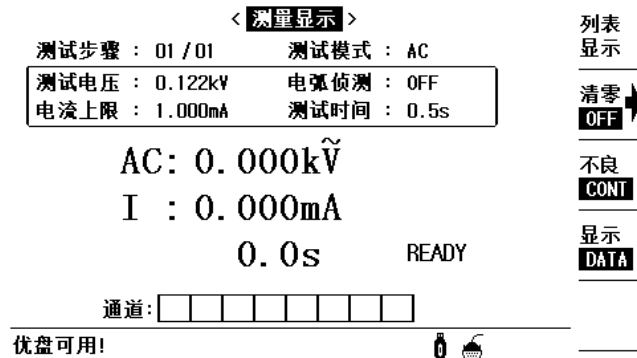 < 测量显示 >
测试步骤 : 01/01 测试模式 : AC
测试电压 : 0.122kV 电弧侦测 : OFF
电流上限 : 1.000mA 测试时间 : 0.5s
AC: 0.000kṼ
I : 0.000mA
0.0s READY
通道:
优盘可用!
列表
显示
清零
OFF
不良
CONT
显示
DATA